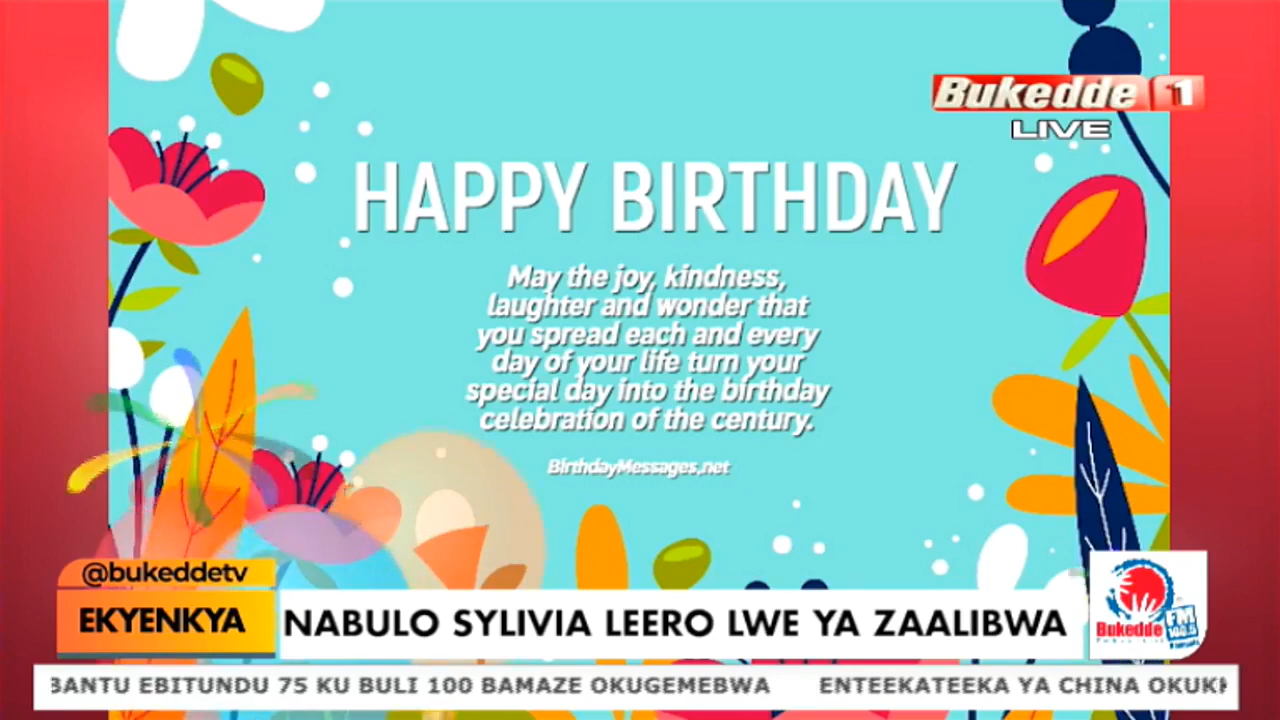 Bukedde 1
LIVE
HAPPY BIRTHDAY
May the joy, kindness,
laughter and wonder that
you spread each and every
day of your life turn your
special day into the birthday
celebration of the century.
BirthdayMessages.net
@bukeddetv
EKYENKYA
NABULO SYLIVIA LEERO LWE YA ZAALIBWA
Bukedde
FM
BANTU EBITUNDU 75 KU BULI 100 BAMAZE OKUGEMEBWA ENTEEKATEEKA YA CHINA OKUK